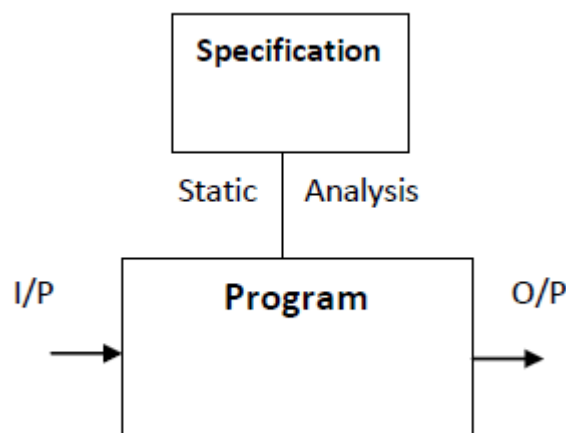 Specification
Static Analysis
I/P
Program
O/P